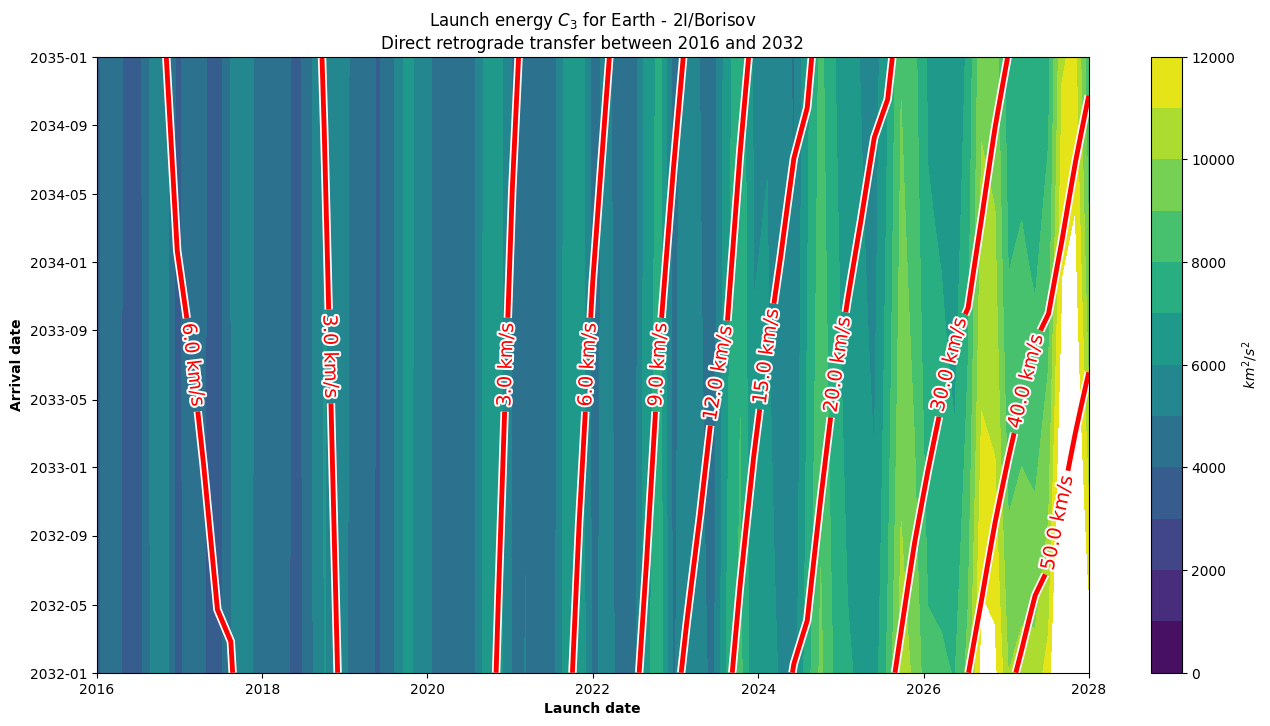 Launch energy C₃ for Earth - 2I/Borisov
Direct retrograde transfer between 2016 and 2032
2035-01
2034-09
2034-05
2034-01
2033-09
2033-05
2033-01
2032-09
2032-05
2032-01
Arrival date
6.0 km/s
3.0 km/s
3.0 km/s
6.0 km/s
9.0 km/s
12.0 km/s
15.0 km/s
20.0 km/s
30.0 km/s
40.0 km/s
50.0 km/s
2016
2018
2020
2022
2024
2026
2028
Launch date
12000
10000
8000
6000
4000
2000
0
km²/s²